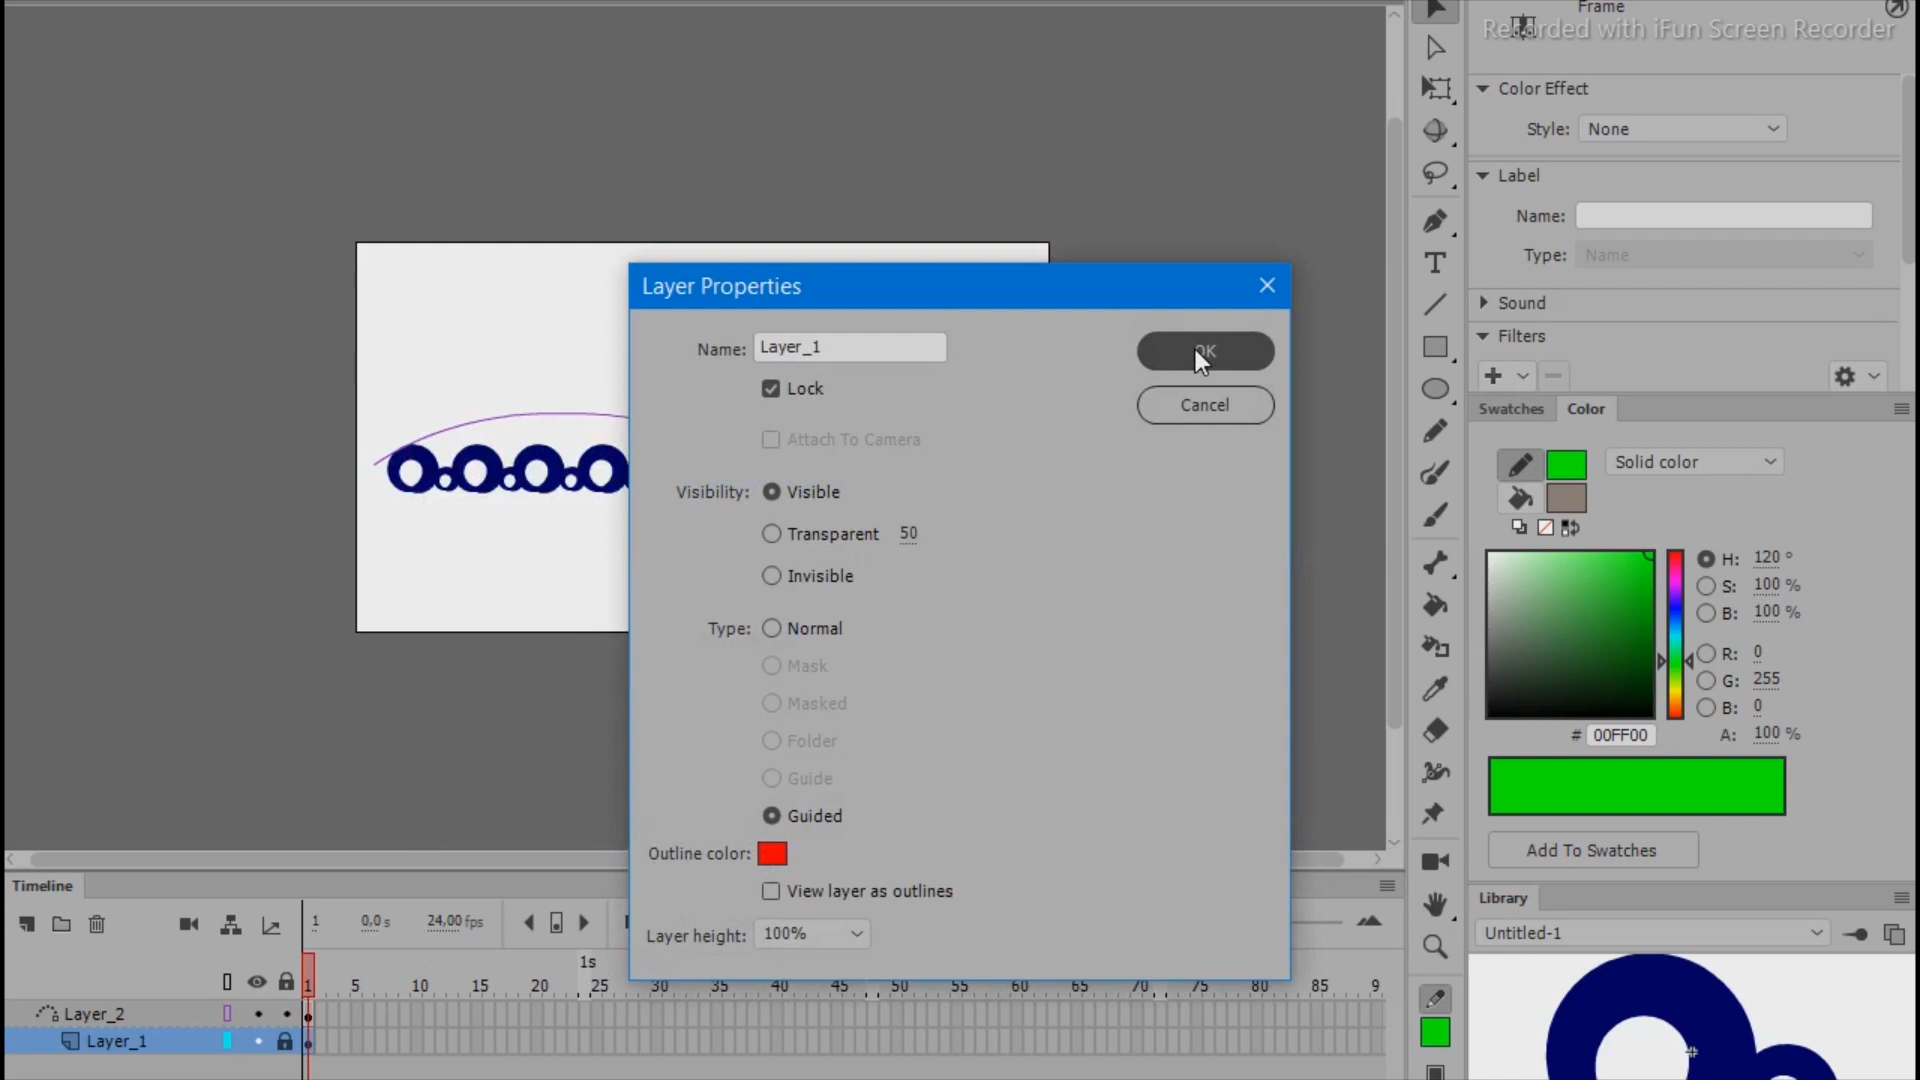 Frame
Recorded with iFun Screen Recorder
Color Effect
Style: None
Label
Name:
Type: Name
Sound
Filters
Swatches Color
Solid color
H: 120 °
S: 100 %
B: 100 %
R: 0
G: 255
B: 0
# 00FF00 A: 100 %
Add To Swatches
Library
Untitled-1
Layer Properties
Name: Layer_1
OK
Lock
Cancel
Attach To Camera
Visibility: Visible
Transparent 50
Invisible
Type: Normal
Mask
Masked
Folder
Guide
Guided
Outline color:
View layer as outlines
Layer height: 100%
Timeline
1 0,0 s 24,00 fps
1s
1 5 10 15 20 25 30 35 40 45 50 55 60 65 70 75 80 85 9
Layer_2
Layer_1